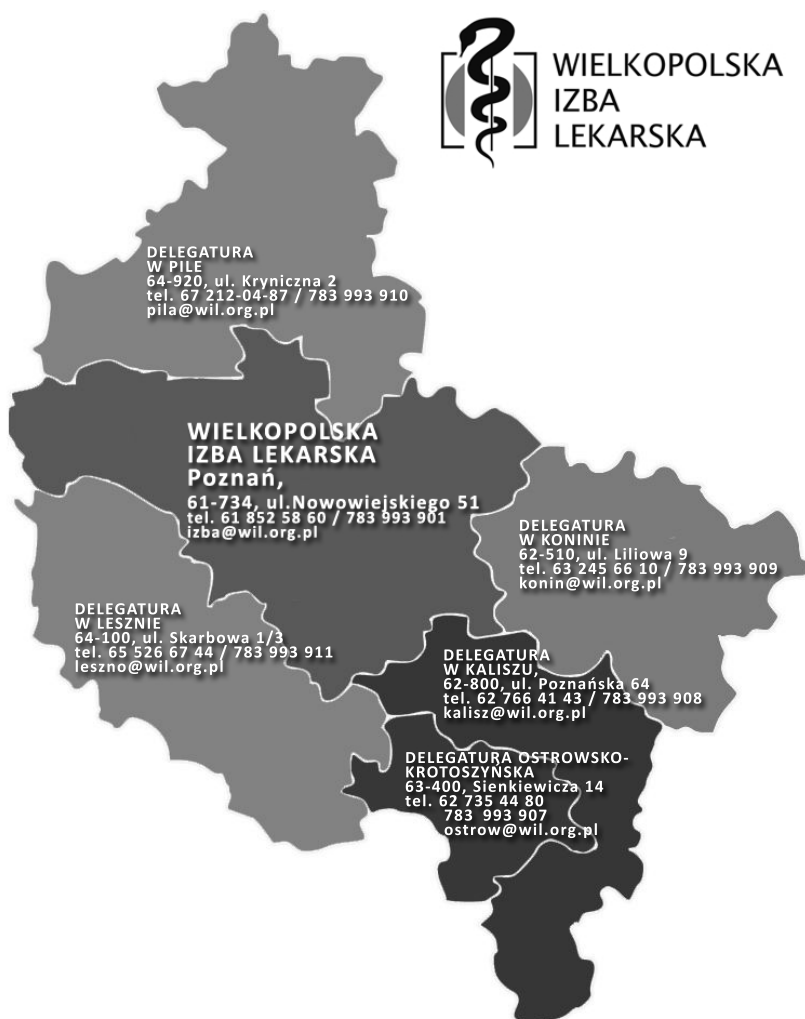 WIELKOPOLSKA
IZBA
LEKARSKA
DELEGATURA
W PILE
64-920, ul. Kryniczna 2
tel. 67 212-04-87 / 783 993 910
pila@wil.org.pl
WIELKOPOLSKA
IZBA LEKARSKA
Poznań,
61-734, ul.Nowowiejskiego 51
tel. 61 852 58 60 / 783 993 901
izba@wil.org.pl
DELEGATURA
W KONINIE
62-510, ul. Liliowa 9
tel. 63 245 66 10 / 783 993 909
konin@wil.org.pl
DELEGATURA
W LESZNIE
64-100, ul. Skarbowa 1/3
tel. 65 526 67 44 / 783 993 911
leszno@wil.org.pl
DELEGATURA
W KALISZU,
62-800, ul. Poznańska 64
tel. 62 766 41 43 / 783 993 908
kalisz@wil.org.pl
DELEGATURA OSTROWSKO-
KROTOSZYŃSKA
63-400, Sienkiewicza 14
tel. 62 735 44 80
783 993 907
ostrow@wil.org.pl